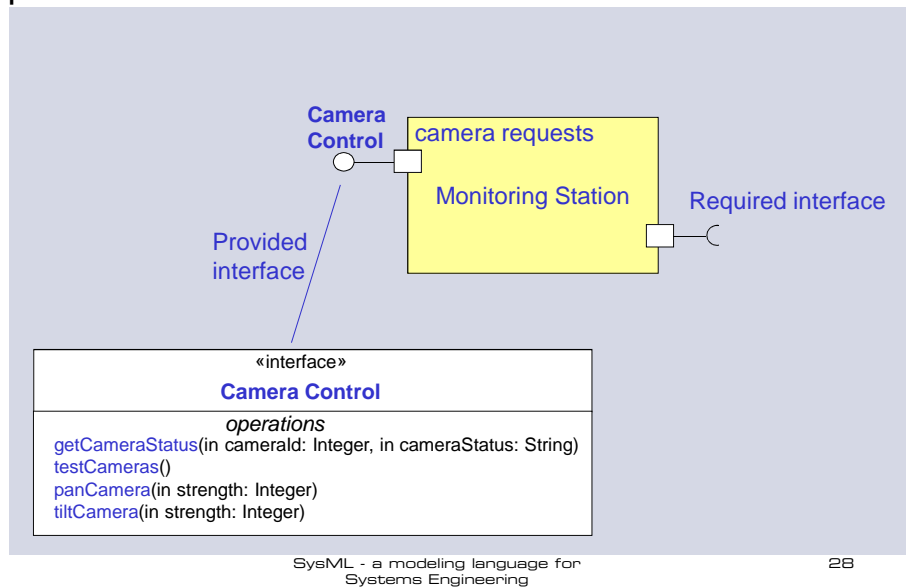 Camera
Control
camera requests
Monitoring Station
Required interface
Provided
interface
«interface»
Camera Control
operations
getCameraStatus(in cameraId: Integer, in cameraStatus: String)
testCameras()
panCamera(in strength: Integer)
tiltCamera(in strength: Integer)
SysML - a modeling language for
Systems Engineering
28